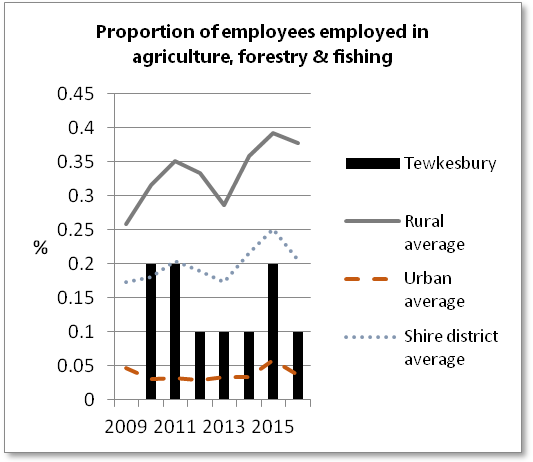 Proportion of employees employed in
agriculture, forestry & fishing
0.45
0.4
0.35
0.3
0.25
0.2
0.15
0.1
0.05
0
%
2009 2011 2013 2015
Tewkesbury
Rural
average
Urban
average
Shire district
average